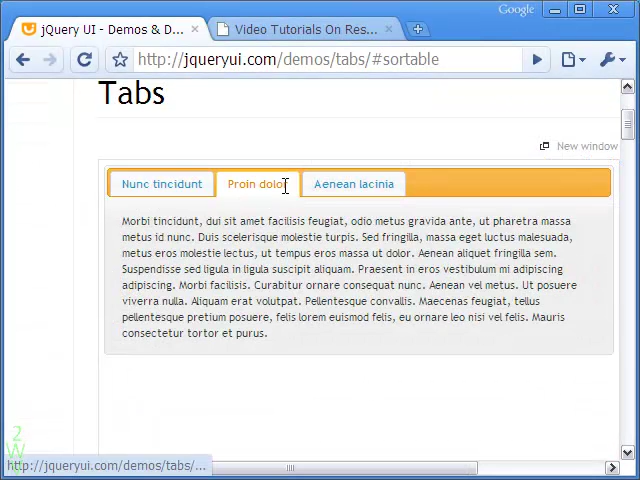 Google
jQuery UI - Demos & D...
Video Tutorials On Res...
http://jqueryui.com/demos/tabs/#sortable
Tabs
New window
Nunc tincidunt
Proin dolor
Aenean lacinia
Morbi tincidunt, dui sit amet facilisis feugiat, odio metus gravida ante, ut pharetra massa
metus id nunc. Duis scelerisque molestie turpis. Sed fringilla, massa eget luctus malesuada,
metus eros molestie lectus, ut tempus eros massa ut dolor. Aenean aliquet fringilla sem.
Suspendisse sed ligula in ligula suscipit aliquam. Praesent in eros vestibulum mi adipiscing
adipiscing. Morbi facilisis. Curabitur ornare consequat nunc. Aenean vel metus. Ut posuere
viverra nulla. Aliquam erat volutpat. Pellentesque convallis. Maecenas feugiat, tellus
pellentesque pretium posuere, felis lorem euismod felis, eu ornare leo nisi vel felis. Mauris
consectetur tortor et purus.
http://jqueryui.com/demos/tabs/...